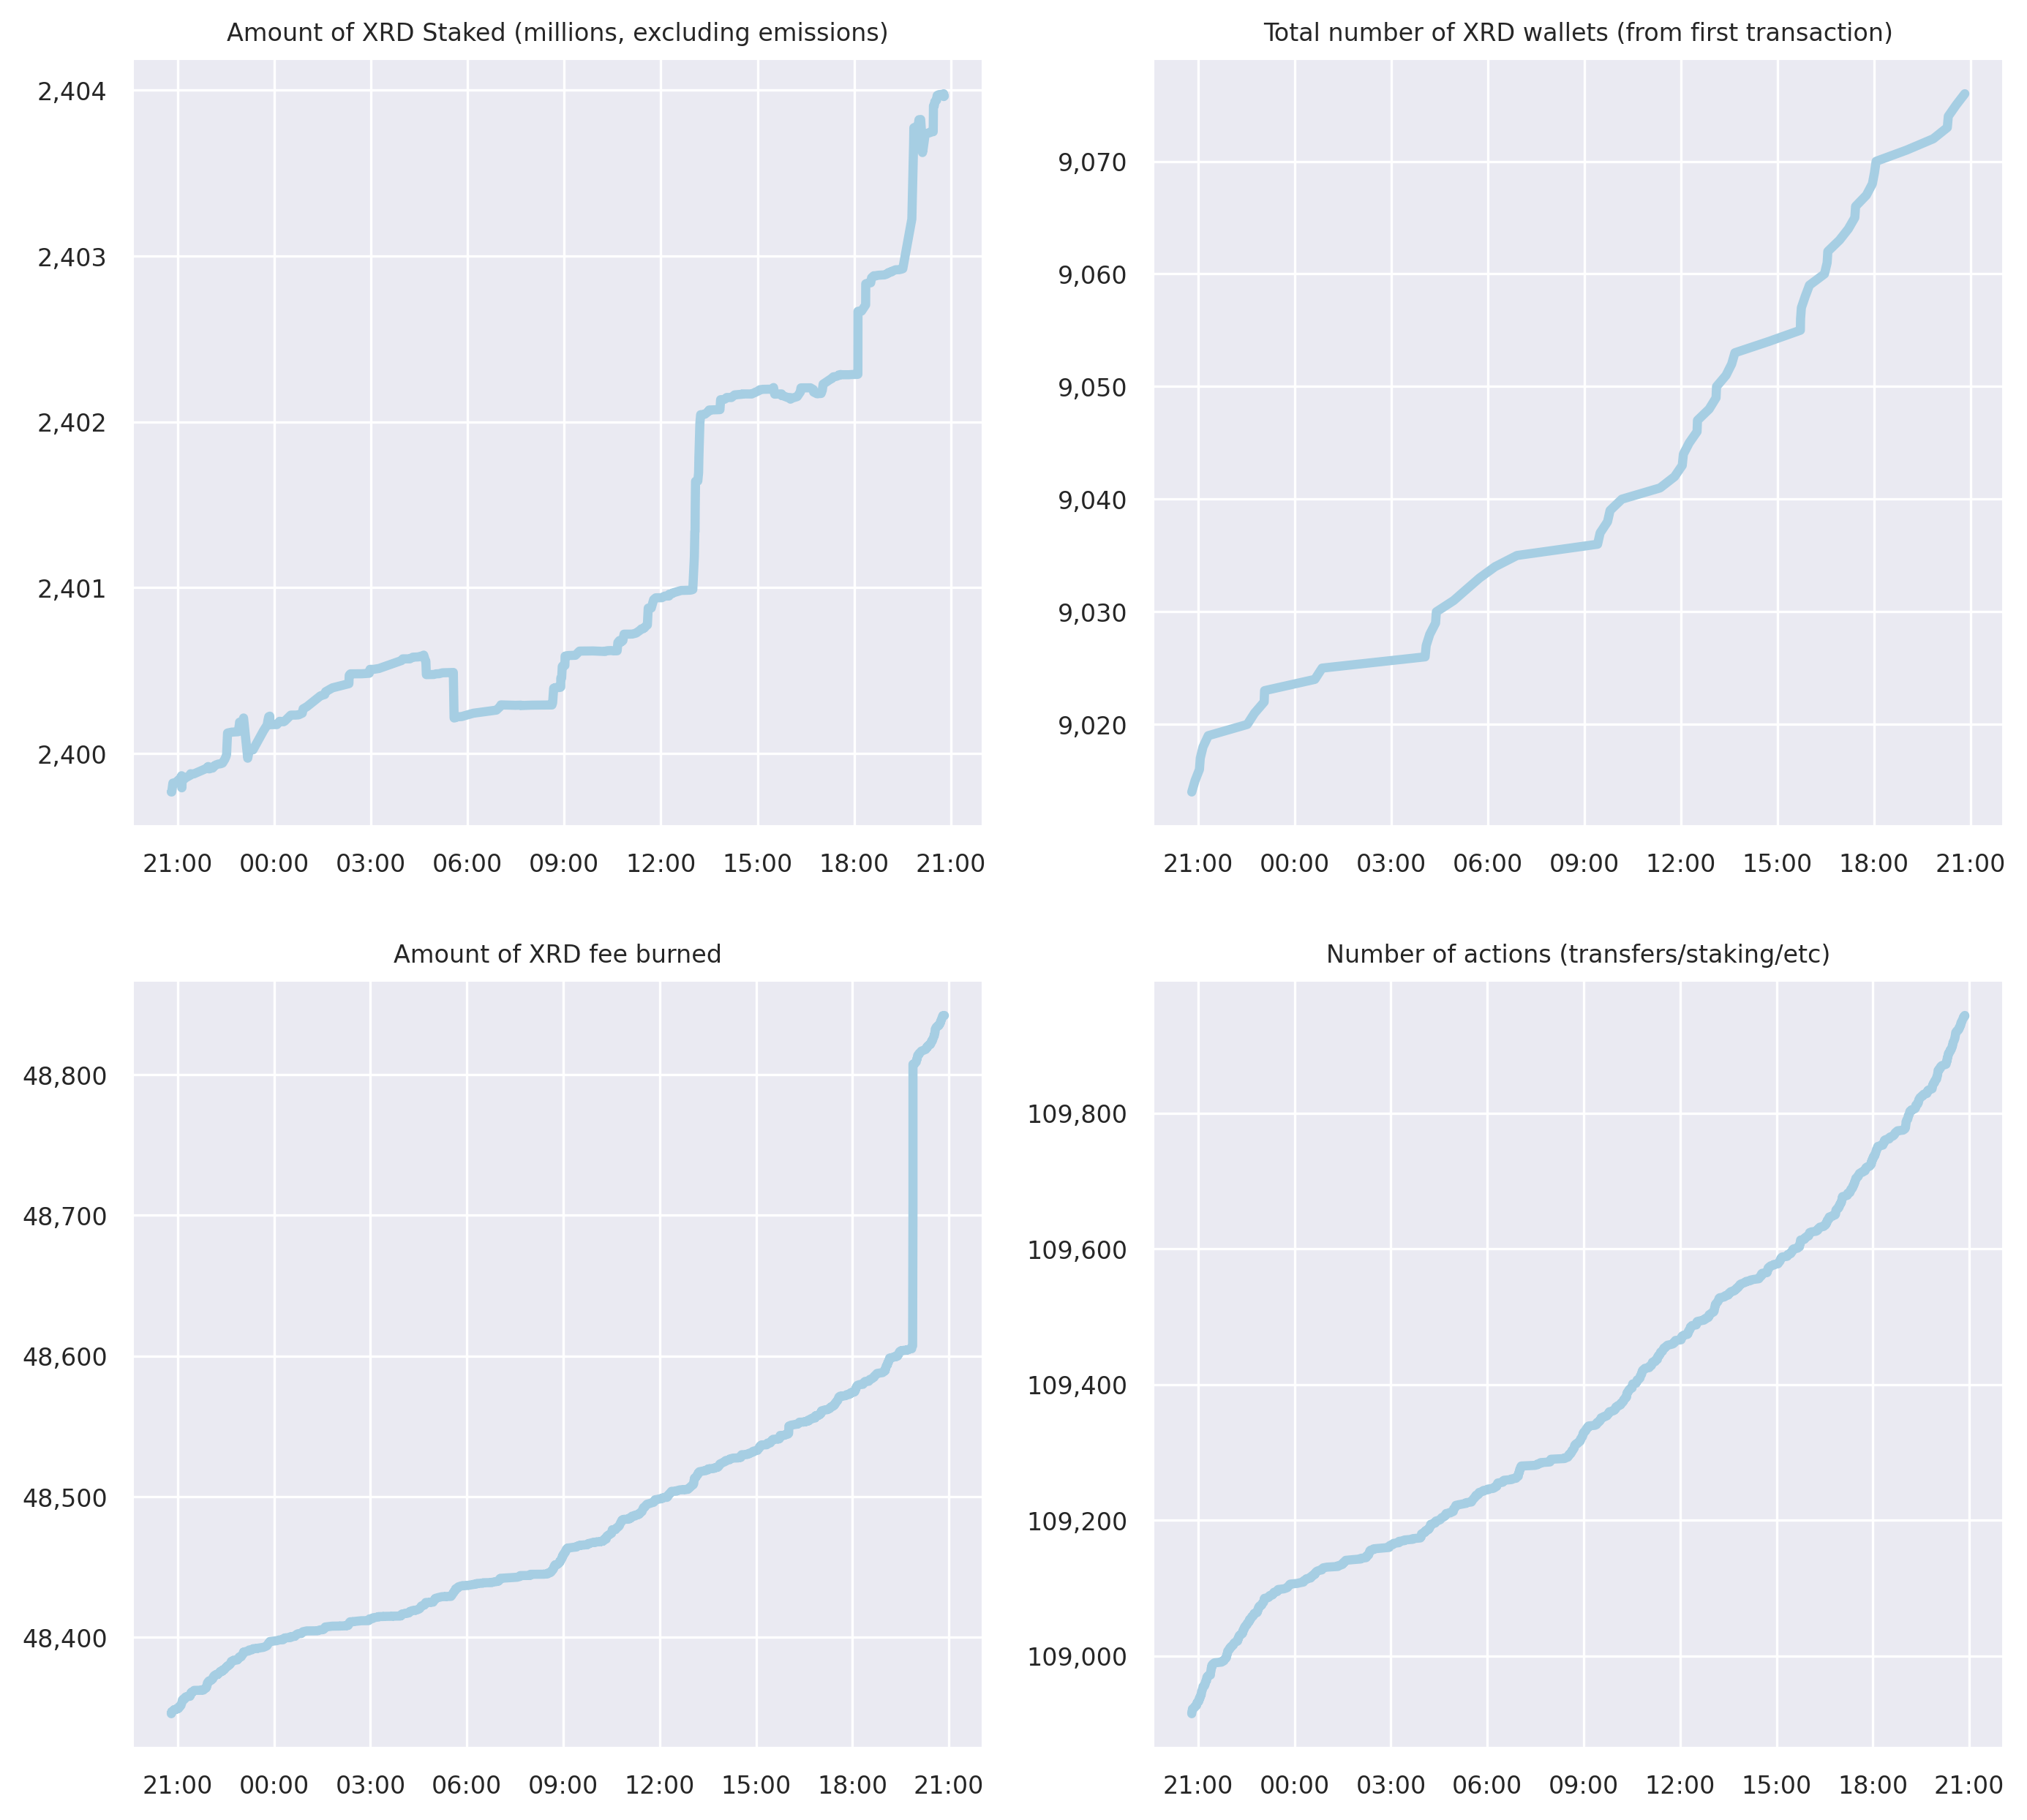 Amount of XRD Staked (millions, excluding emissions)
2,404
2,403
2,402
2,401
2,400
21:00 00:00 03:00 06:00 09:00 12:00 15:00 18:00 21:00
Total number of XRD wallets (from first transaction)
9,070
9,060
9,050
9,040
9,030
9,020
21:00 00:00 03:00 06:00 09:00 12:00 15:00 18:00 21:00
Amount of XRD fee burned
48,800
48,700
48,600
48,500
48,400
21:00 00:00 03:00 06:00 09:00 12:00 15:00 18:00 21:00
Number of actions (transfers/staking/etc)
109,800
109,600
109,400
109,200
109,000
21:00 00:00 03:00 06:00 09:00 12:00 15:00 18:00 21:00